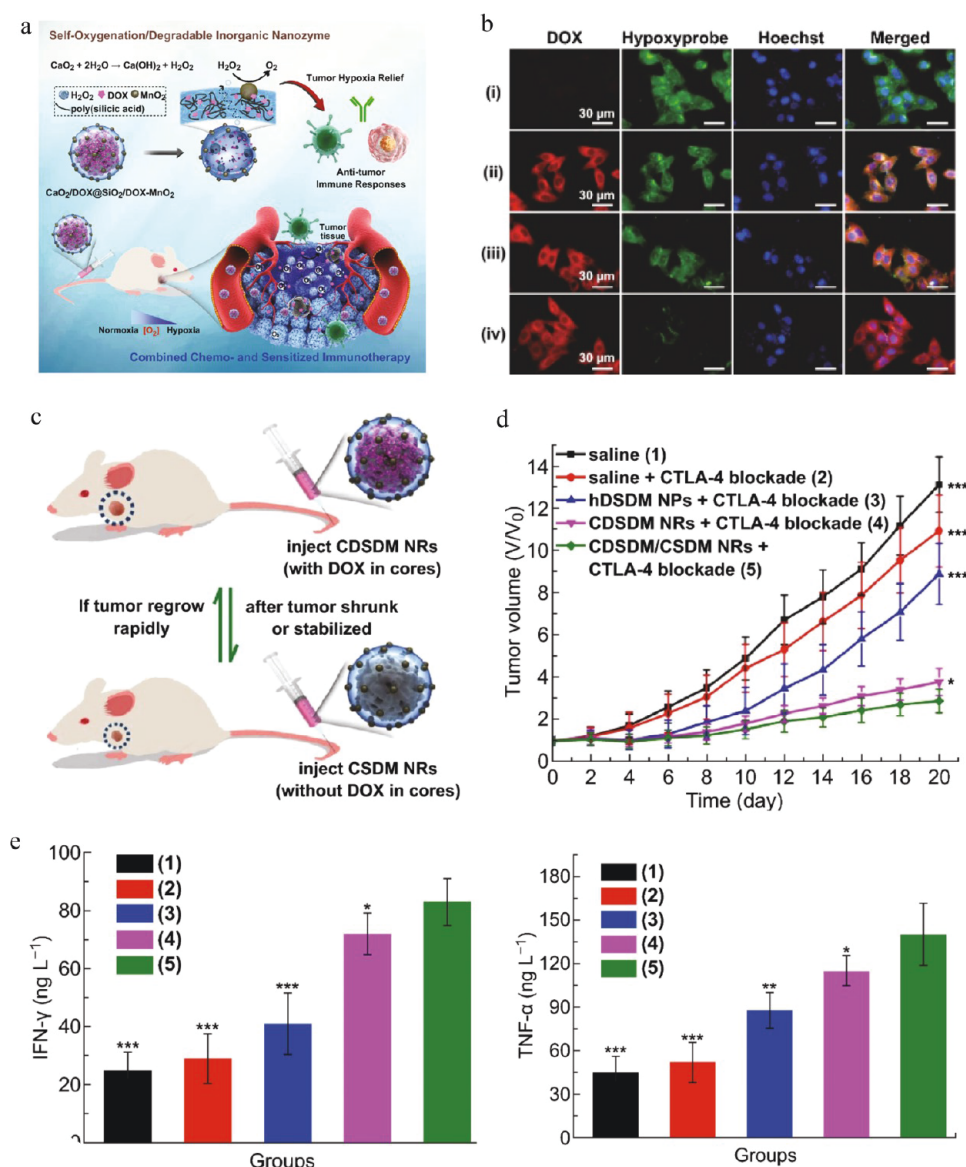 a
Self-Oxygenation/Degradable Inorganic Nanozyme
CaO₂ + 2H₂O → Ca(OH)₂ + H₂O₂
H₂O₂
O₂
H₂O₂ DOX MnO₂
poly(silicic acid)
Tumor Hypoxia Relief
CaO₂/DOX@SiO₂/DOX-MnO₂
Anti-tumor
Immune Responses
Tumor
tissue
Normoxia [O₂] Hypoxia
Combined Chemo- and Sensitized Immunotherapy
b
DOX Hypoxyprobe Hoechst Merged
(i)
30 μm
30 μm
(ii)
30 μm
30 μm
(iii)
30 μm
30 μm
(iv)
30 μm
30 μm
c
inject CDSDM NRs
(with DOX in cores)
If tumor regrow
rapidly
after tumor shrunk
or stabilized
inject CSDM NRs
(without DOX in cores)
d
saline (1)
saline + CTLA-4 blockade (2)
hDSDM NPs + CTLA-4 blockade (3)
CDSDM NRs + CTLA-4 blockade (4)
CDSDM/CSDM NRs +
CTLA-4 blockade (5)
Tumor volume (V/V₀)
14
12
10
8
6
4
2
0
***
***
***
*
0 2 4 6 8 10 12 14 16 18 20
Time (day)
e
IFN-γ (ng L⁻¹)
100
80
60
40
20
(1)
(2)
(3)
(4)
(5)
***
***
***
*
Groups
TNF-α (ng L⁻¹)
180
150
120
90
60
30
0
(1)
(2)
(3)
(4)
(5)
***
***
**
*
Groups